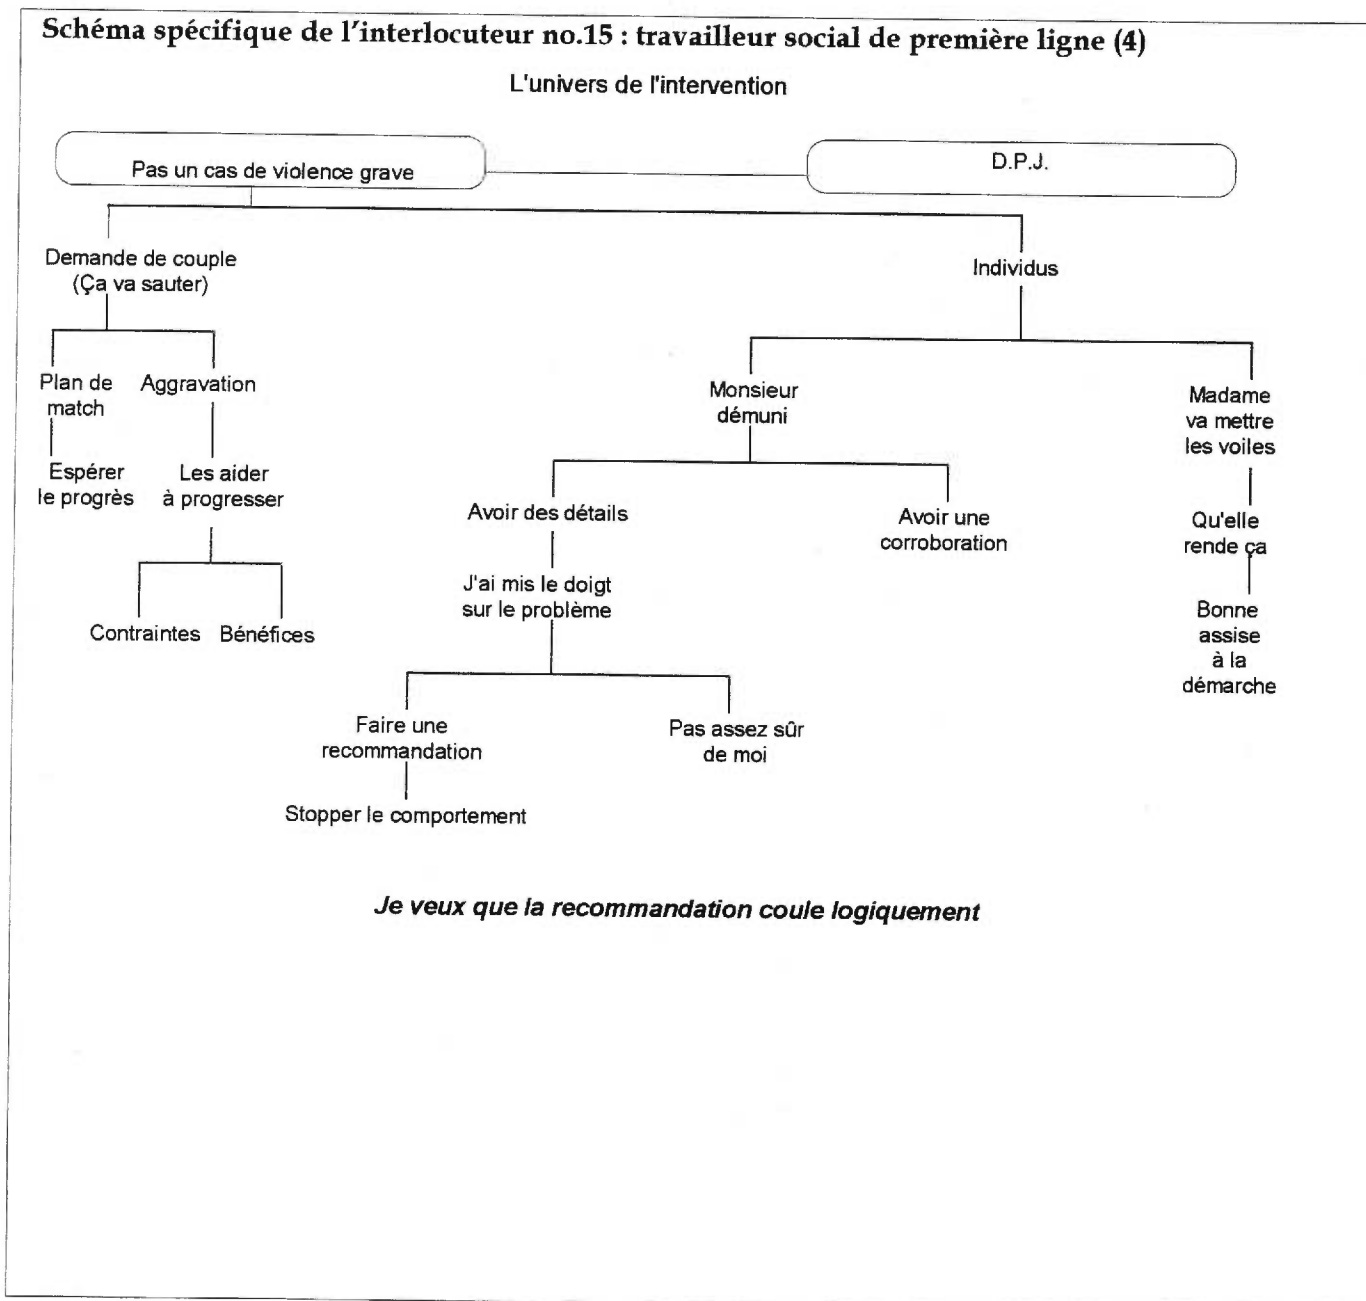 Schéma spécifique de l'interlocuteur no.15 : travailleur social de première ligne (4)
L'univers de l'intervention
Pas un cas de violence grave
D.P.J.
Demande de couple
(Ça va sauter)
Individus
Plan de
match
Aggravation
Monsieur
démuni
Madame
va mettre
les voiles
Espérer
le progrès
Les aider
à progresser
Avoir des détails
Avoir une
corroboration
Qu'elle
rende ça
J'ai mis le doigt
sur le problème
Contraintes
Bénéfices
Bonne
assise
à la
démarche
Faire une
recommandation
Pas assez sûr
de moi
Stopper le comportement
Je veux que la recommandation coule logiquement